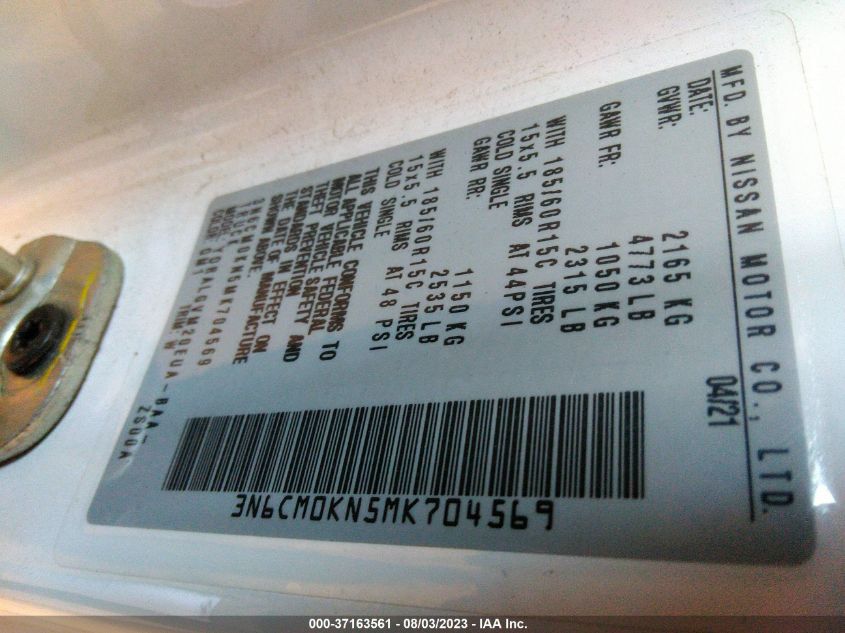 MFD. BY NISSAN MOTOR CO., LTD.
DATE: 04/21
GVWR: 2165 KG
4773 LB
GAWR FR: 1050 KG
2315 LB
WITH 185/60R15C TIRES
15x5.5 RIMS AT 44PSI
COLD SINGLE
GAWR RR: 1150 KG
2535 LB
WITH 185/60R15C TIRES
15x5.5 RIMS AT 48 PSI
COLD SINGLE
THIS VEHICLE CONFORMS TO
ALL APPLICABLE FEDERAL
MOTOR VEHICLE SAFETY AND
THEFT PREVENTION
STANDARDS IN EFFECT ON
THE DATE OF MANUFACTURE
SHOWN ABOVE.
3N6CM0KN5MK704569
TRUCK
MODEL:
COLOR: QM1
3N6CM0KN5MK704569
000-37163561 - 08/03/2023 - IAA Inc.